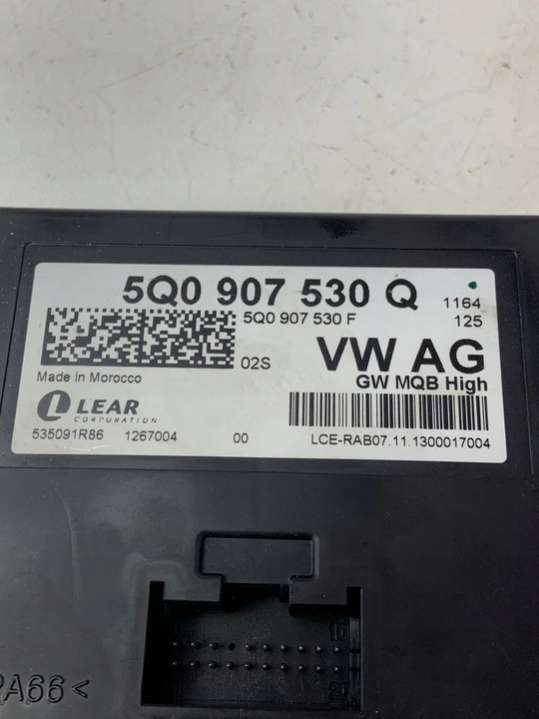 5Q0 907 530 Q 1164
5Q0 907 530 F 125
02S VW AG
Made in Morocco GW MQB High
LEAR
CORPORATION
535091R86 1267004 00 LCE-RAB07.11.1300017004
10
A66<